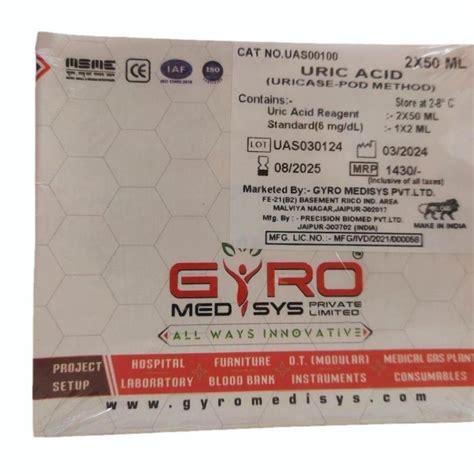 MSME
CE
IAF
ISO
CAT NO.UAS00100
2X50 ML
URIC ACID
(URICASE-POD METHOD)
Contains:-
Store at 2-8° C
Uric Acid Reagent :- 2X50 ML
Standard(6 mg/dL) :- 1X2 ML
LOT UAS030124 03/2024
08/2025 MRP 1430/-
(Inclusive of all taxes)
Marketed By:- GYRO MEDISYS PVT.LTD.
FE-21(B2) BASEMENT RIICO IND. AREA
MALVIYA NAGAR,JAIPUR-302017
Mfg By : - PRECISION BIOMED PVT.LTD.
JAIPUR-303702 (INDIA)
MAKE IN INDIA
MFG. LIC NO.:- MFG/IVD/2021/000058
GYRO
TM
MEDISYS PRIVATE LIMITED
ALL WAYS INNOVATIVE
PROJECT SETUP
HOSPITAL FURNITURE O.T. (MODULAR) MEDICAL GAS PLANT
LABORATORY BLOOD BANK INSTRUMENTS CONSUMABLES
www.gyromedisys.com